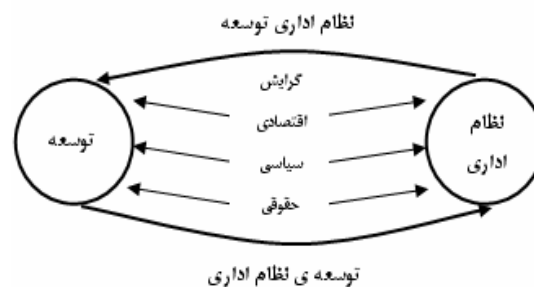 نظام اداری توسعه
گرایش
اقتصادی
سیاسی
حقوقی
نظام
اداری
توسعه
توسعه ی نظام اداری